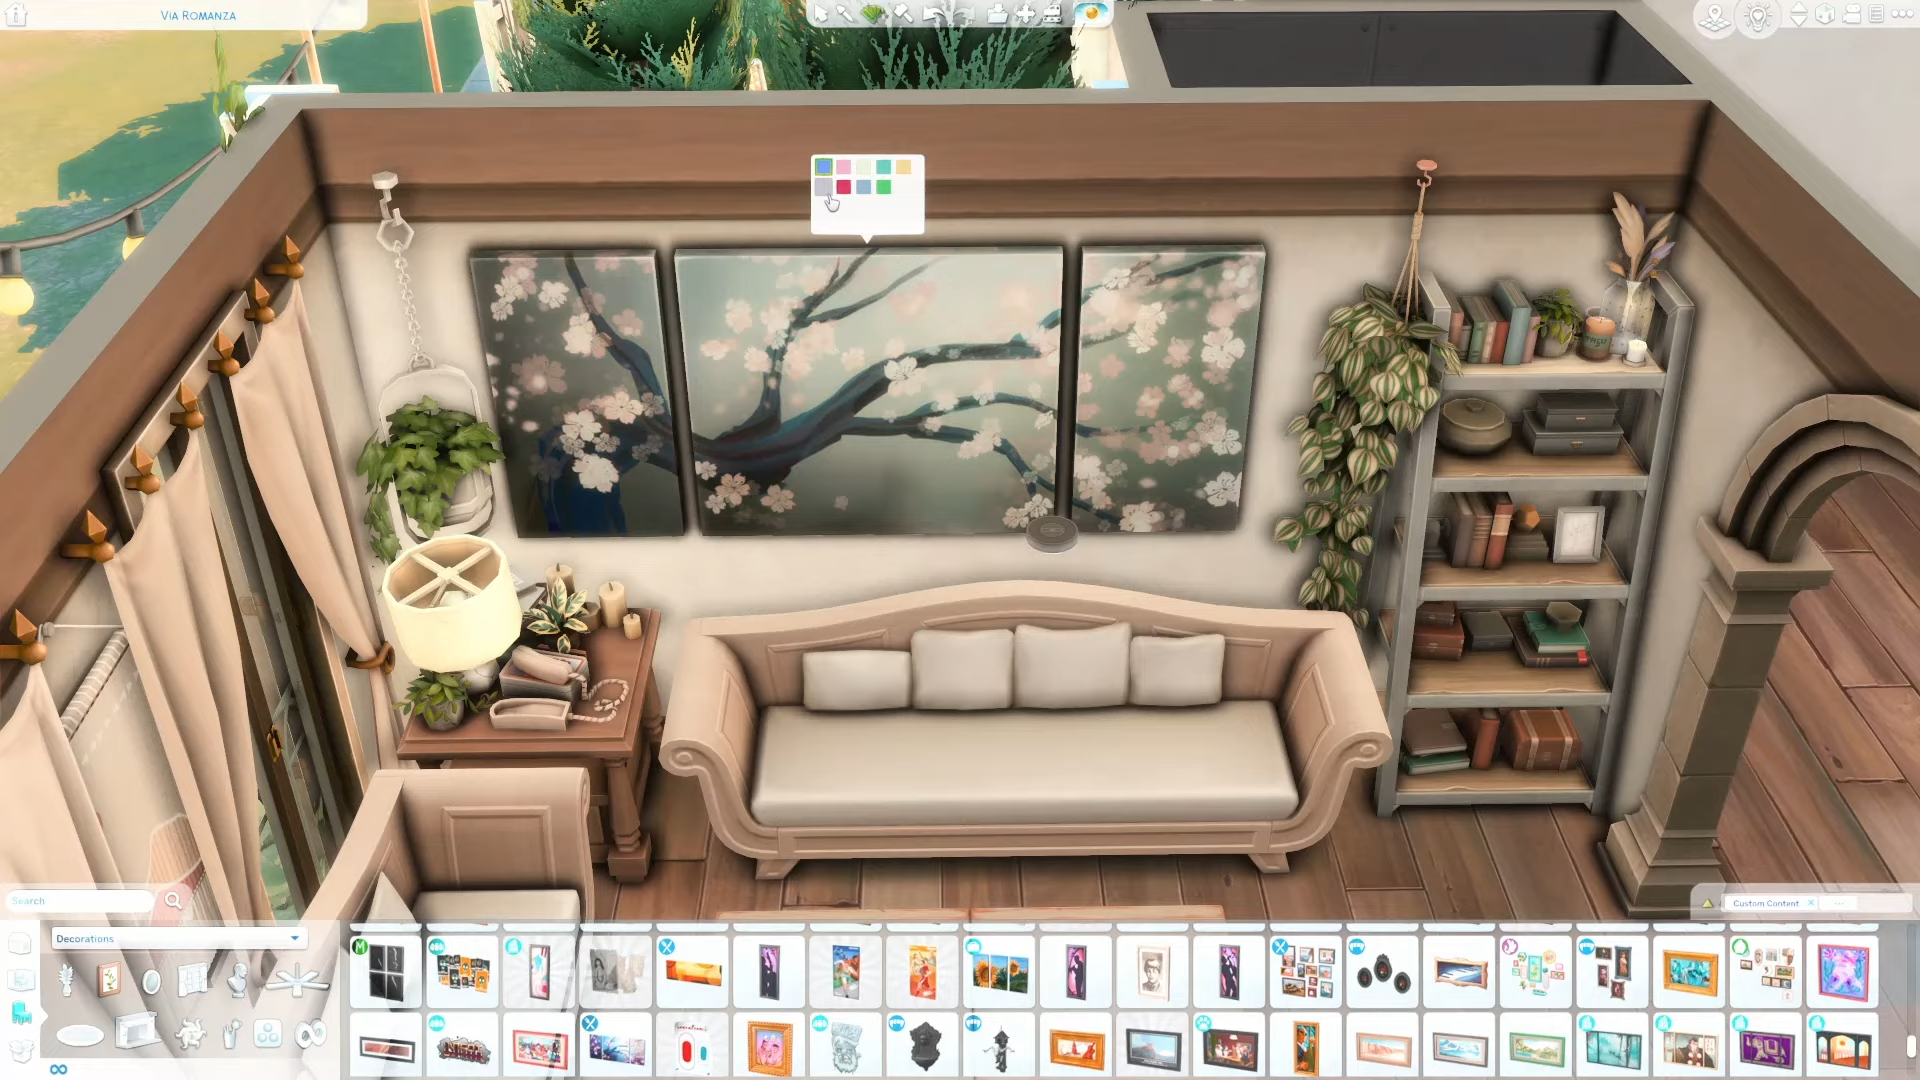 Via Romanza
Search
Custom Content
Decorations